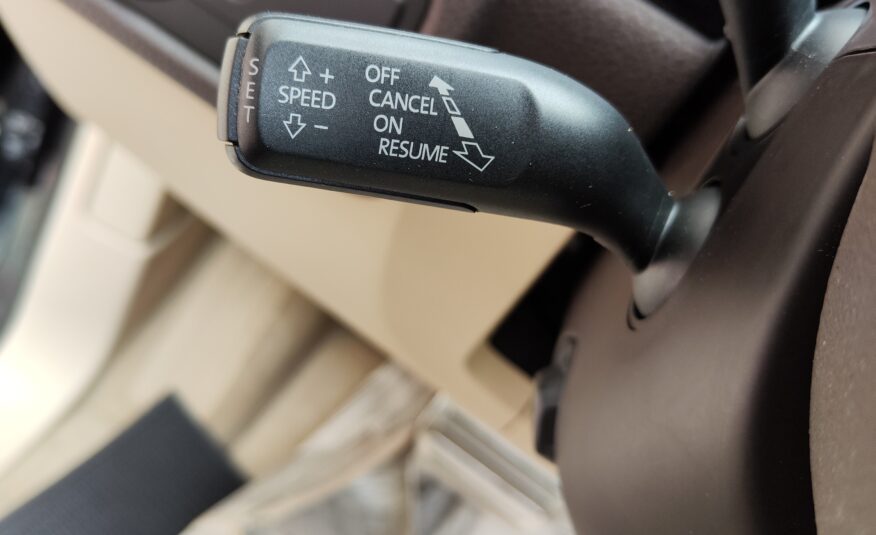 SET
+
SPEED
−
OFF
CANCEL
ON
RESUME